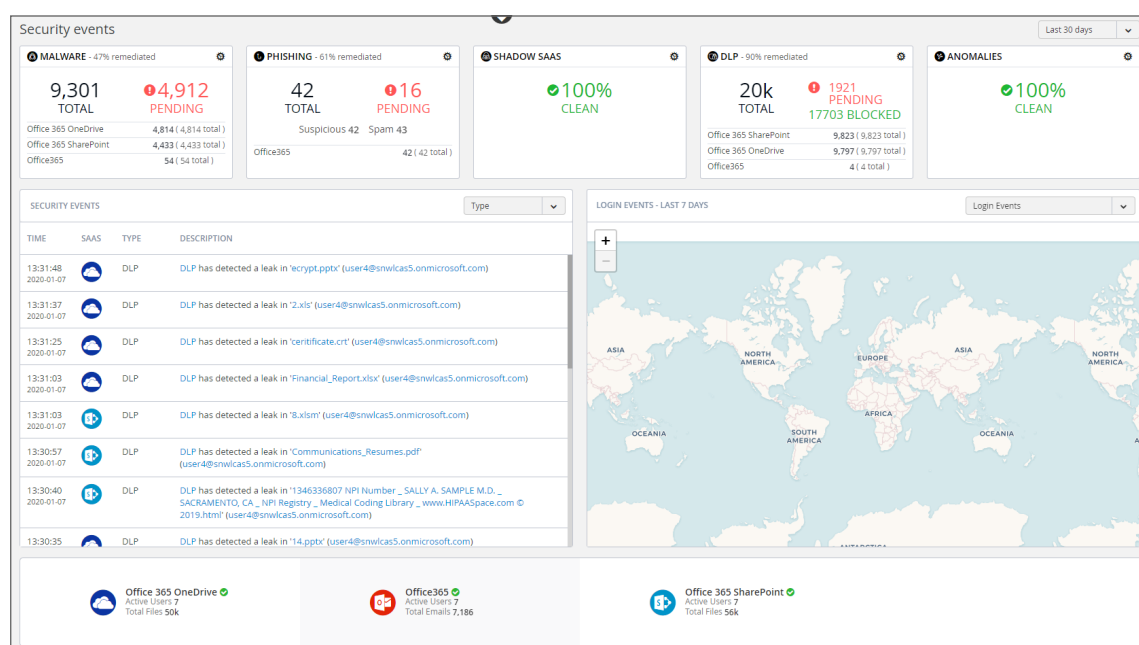 Security events
Last 30 days
MALWARE - 47% remediated
9,301
TOTAL
4,912
PENDING
Office 365 OneDrive 4,814 ( 4,814 total )
Office 365 SharePoint 4,433 ( 4,433 total )
Office365 54 ( 54 total )
PHISHING - 61% remediated
42
TOTAL
16
PENDING
Suspicious 42 Spam 43
Office365 42 ( 42 total )
SHADOW SAAS
100%
CLEAN
DLP - 90% remediated
20k
TOTAL
1921
PENDING
17703 BLOCKED
Office 365 SharePoint 9,823 ( 9,823 total )
Office 365 OneDrive 9,797 ( 9,797 total )
Office365 4 ( 4 total )
ANOMALIES
100%
CLEAN
SECURITY EVENTS
Type
TIME SAAS TYPE DESCRIPTION
13:31:48 DLP DLP has detected a leak in 'ecrypt.pptx' (user4@snwlcas5.onmicrosoft.com)
2020-01-07
13:31:37 DLP DLP has detected a leak in '2.xls' (user4@snwlcas5.onmicrosoft.com)
2020-01-07
13:31:25 DLP DLP has detected a leak in 'ceritificate.crt' (user4@snwlcas5.onmicrosoft.com)
2020-01-07
13:31:03 DLP DLP has detected a leak in 'Financial_Report.xlsx' (user4@snwlcas5.onmicrosoft.com)
2020-01-07
13:31:03 DLP DLP has detected a leak in '8.xlsm' (user4@snwlcas5.onmicrosoft.com)
2020-01-07
13:30:57 DLP DLP has detected a leak in 'Communications_Resumes.pdf'
2020-01-07 (user4@snwlcas5.onmicrosoft.com)
13:30:40 DLP DLP has detected a leak in '1346336807 NPI Number _ SALLY A. SAMPLE M.D. _
2020-01-07 SACRAMENTO, CA _ NPI Registry _ Medical Coding Library _ www.HIPAASpace.com ©
2019.html' (user4@snwlcas5.onmicrosoft.com)
13:30:35 DLP DLP has detected a leak in '14.pptx' (user4@snwlcas5.onmicrosoft.com)
LOGIN EVENTS - LAST 7 DAYS
Login Events
+
−
ASIA
NORTH
AMERICA
EUROPE
ASIA
NORTH
AMERICA
AFRICA
OCEANIA
SOUTH
AMERICA
OCEANIA
ANTARCTICA
Office 365 OneDrive
Active Users 7
Total Files 50k
Office365
Active Users 7
Total Emails 7,186
Office 365 SharePoint
Active Users 7
Total Files 56k